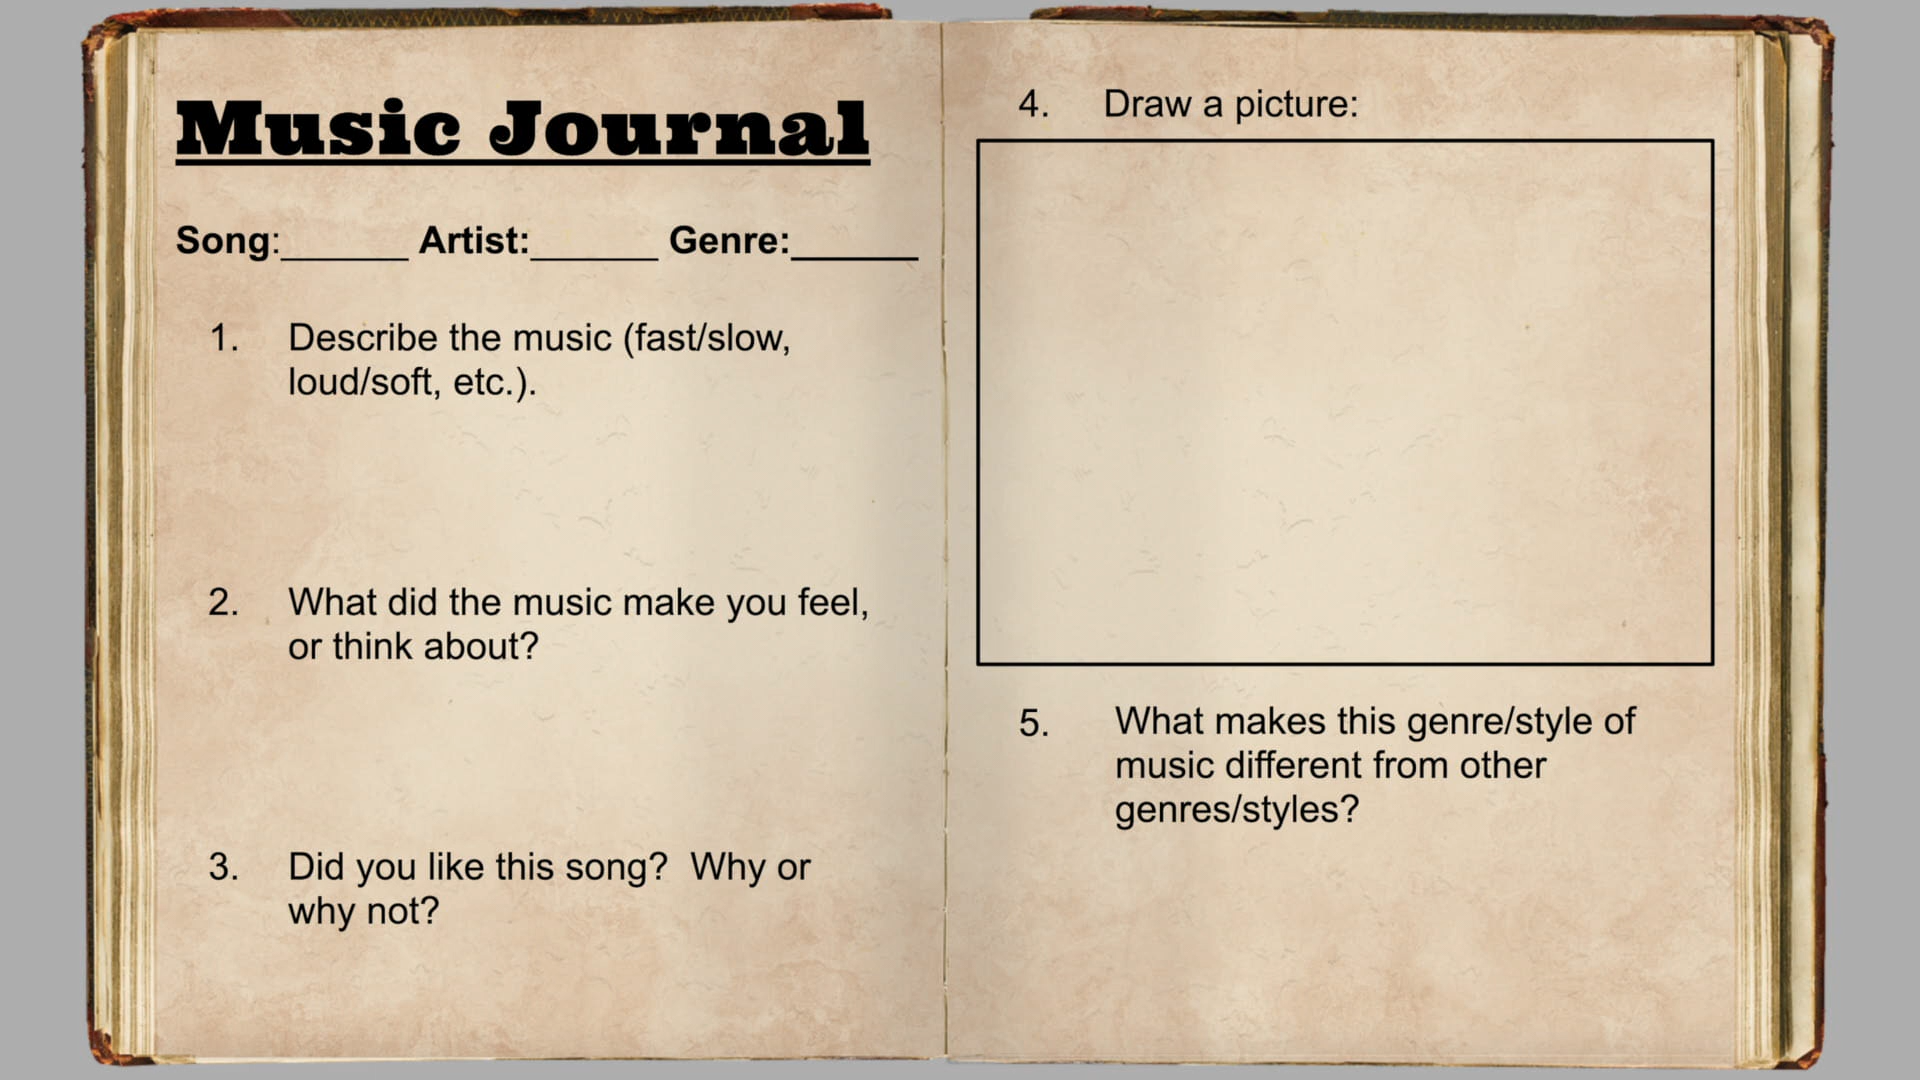 Music Journal
Song:______ Artist:______ Genre:______
1. Describe the music (fast/slow,
loud/soft, etc.).
2. What did the music make you feel,
or think about?
3. Did you like this song?  Why or
why not?
4. Draw a picture:
5. What makes this genre/style of
music different from other
genres/styles?